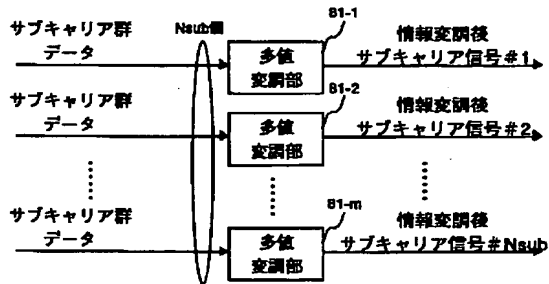 サブキャリア群
データ
Nsub個
多値
変調部
81-1
情報変調後
サブキャリア信号#1
サブキャリア群
データ
多値
変調部
81-2
情報変調後
サブキャリア信号#2
サブキャリア群
データ
多値
変調部
81-m
情報変調後
サブキャリア信号#Nsub